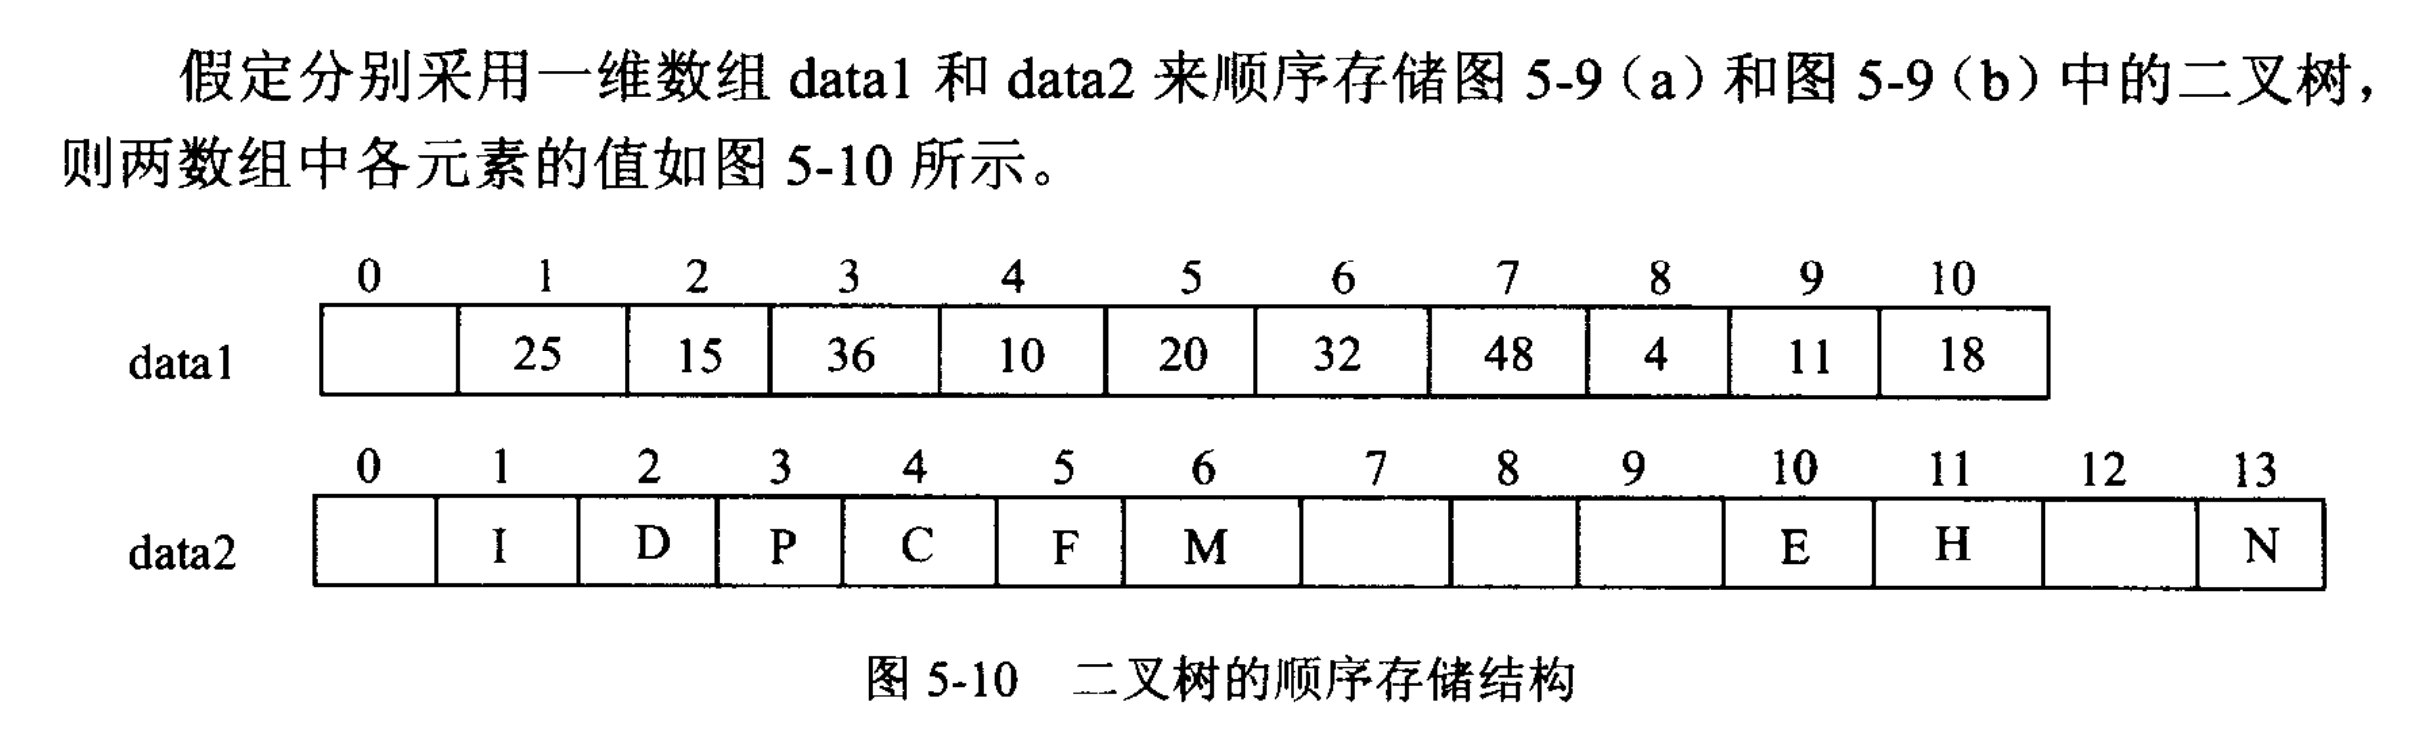 假定分别采用一维数组 data1 和 data2 来顺序存储图 5-9（a）和图 5-9（b）中的二叉树，
则两数组中各元素的值如图 5-10 所示。
0 1 2 3 4 5 6 7 8 9 10
data1 25 15 36 10 20 32 48 4 11 18
0 1 2 3 4 5 6 7 8 9 10 11 12 13
data2 I D P C F M E H N
图 5-10 二叉树的顺序存储结构